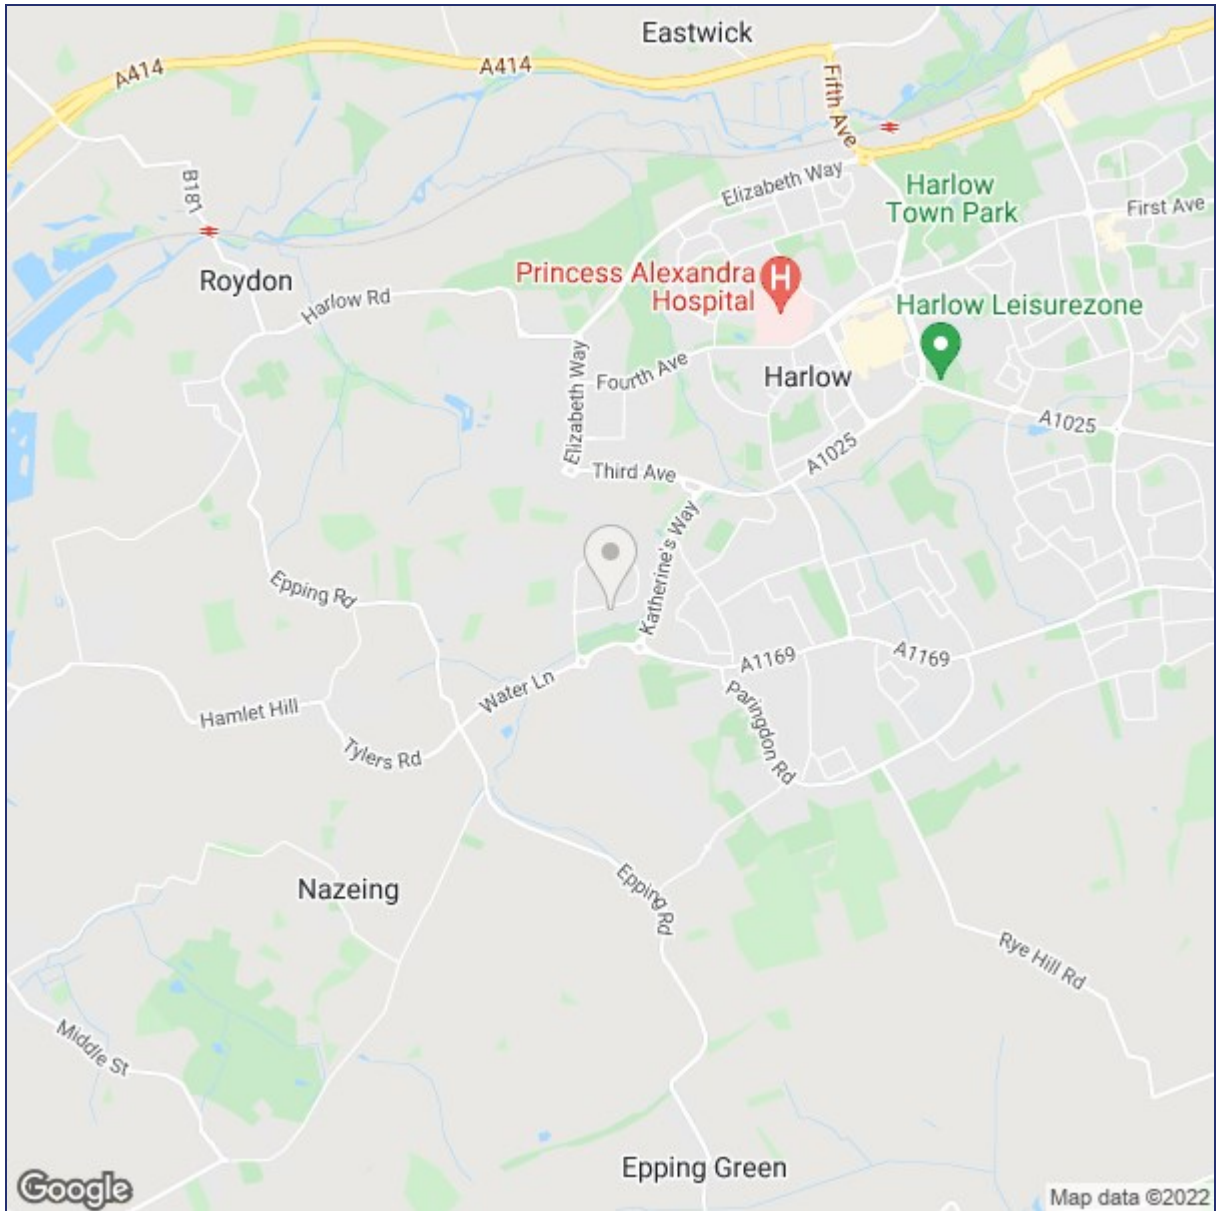 Eastwick
A414
A414
Fifth Ave
B181
Elizabeth Way
Harlow
Town Park
First Ave
Roydon
Harlow Rd
Princess Alexandra
Hospital
H
Harlow Leisurezone
Elizabeth Way
Fourth Ave
Harlow
A1025
Third Ave
A1025
Katherine's Way
Epping Rd
A1169
A1169
Water Ln
Paringdon Rd
Hamlet Hill
Tylers Rd
Nazeing
Epping Rd
Rye Hill Rd
Middle St
Epping Green
Google
Map data ©2022